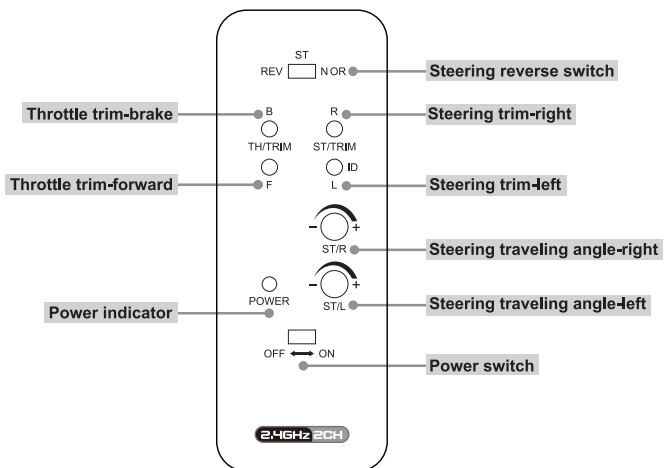 ST
REV NOR
Steering reverse switch
Throttle trim-brake
B
R
Steering trim-right
TH/TRIM
ST/TRIM
ID
Throttle trim-forward
F
L
Steering trim-left
- +
ST/R
Steering traveling angle-right
- +
POWER
ST/L
Steering traveling angle-left
Power indicator
OFF ON
Power switch
2.4GHz 2CH